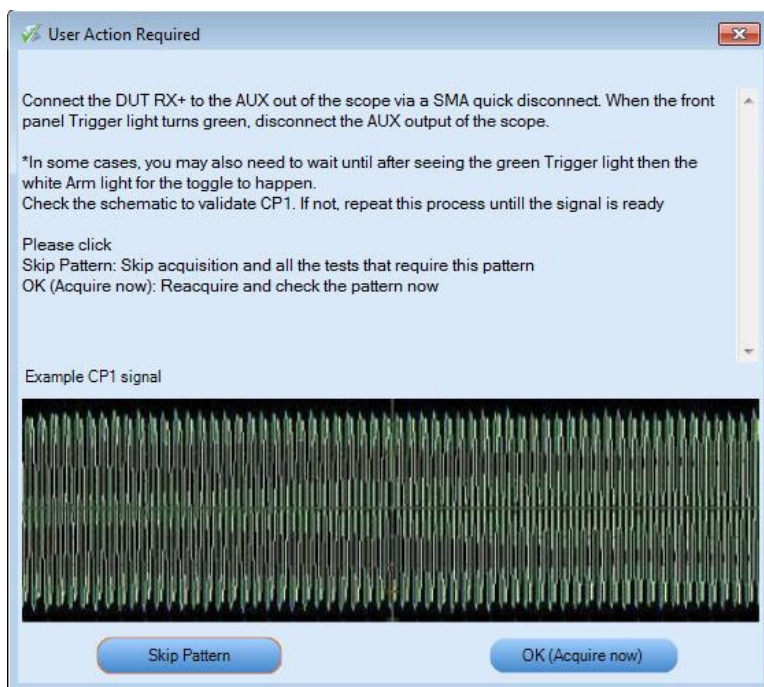 User Action Required
Connect the DUT RX+ to the AUX out of the scope via a SMA quick disconnect. When the front
panel Trigger light turns green, disconnect the AUX output of the scope.
*In some cases, you may also need to wait until after seeing the green Trigger light then the
white Arm light for the toggle to happen.
Check the schematic to validate CP1. If not, repeat this process untill the signal is ready
Please click
Skip Pattern: Skip acquisition and all the tests that require this pattern
OK (Acquire now): Reacquire and check the pattern now
Example CP1 signal
Skip Pattern
OK (Acquire now)